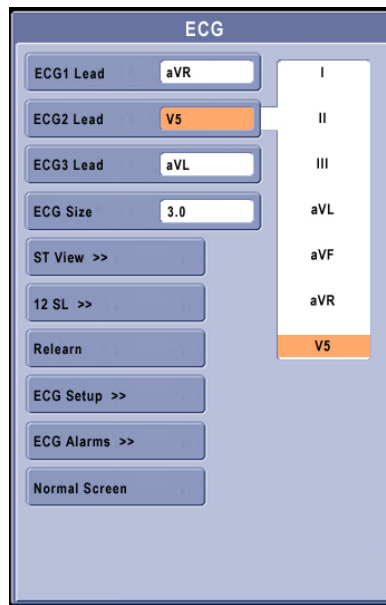 ECG
ECG1 Lead aVR
ECG2 Lead V5
ECG3 Lead aVL
ECG Size 3.0
ST View >>
12 SL >>
Relearn
ECG Setup >>
ECG Alarms >>
Normal Screen
I
II
III
aVL
aVF
aVR
V5